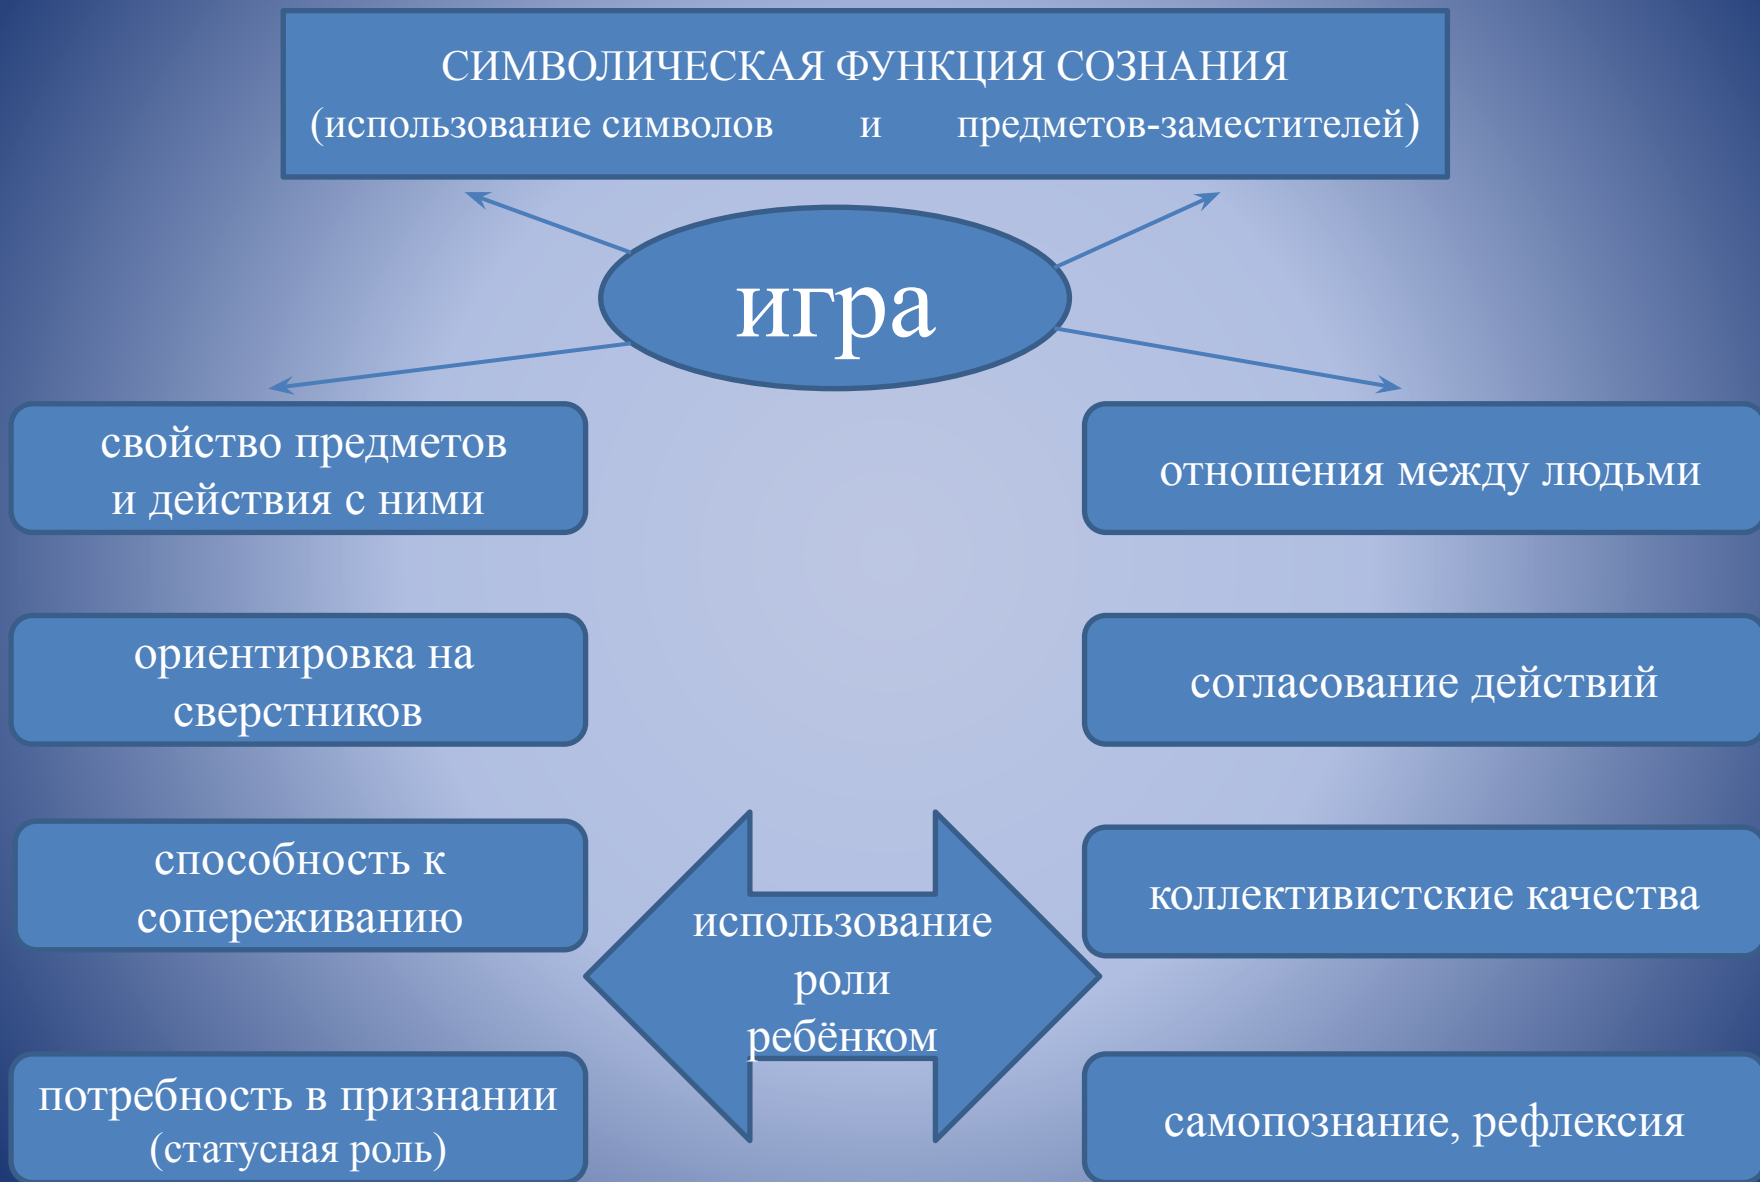 СИМВОЛИЧЕСКАЯ ФУНКЦИЯ СОЗНАНИЯ
(использование символов и предметов-заместителей)
игра
свойство предметов
и действия с ними
отношения между людьми
ориентировка на
сверстников
согласование действий
способность к
сопереживанию
коллективистские качества
использование
роли
ребёнком
потребность в признании
(статусная роль)
самопознание, рефлексия